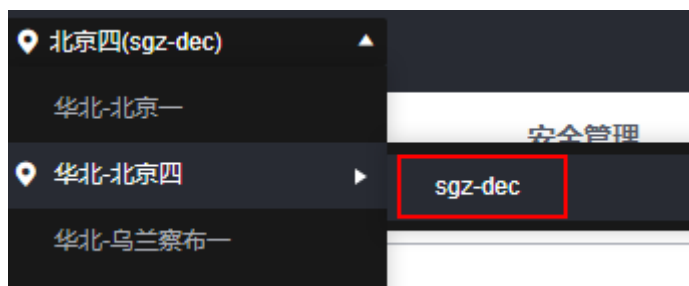 北京四(sgz-dec)
华北-北京一
安全管理
华北-北京四
sgz-dec
华北-乌兰察布一